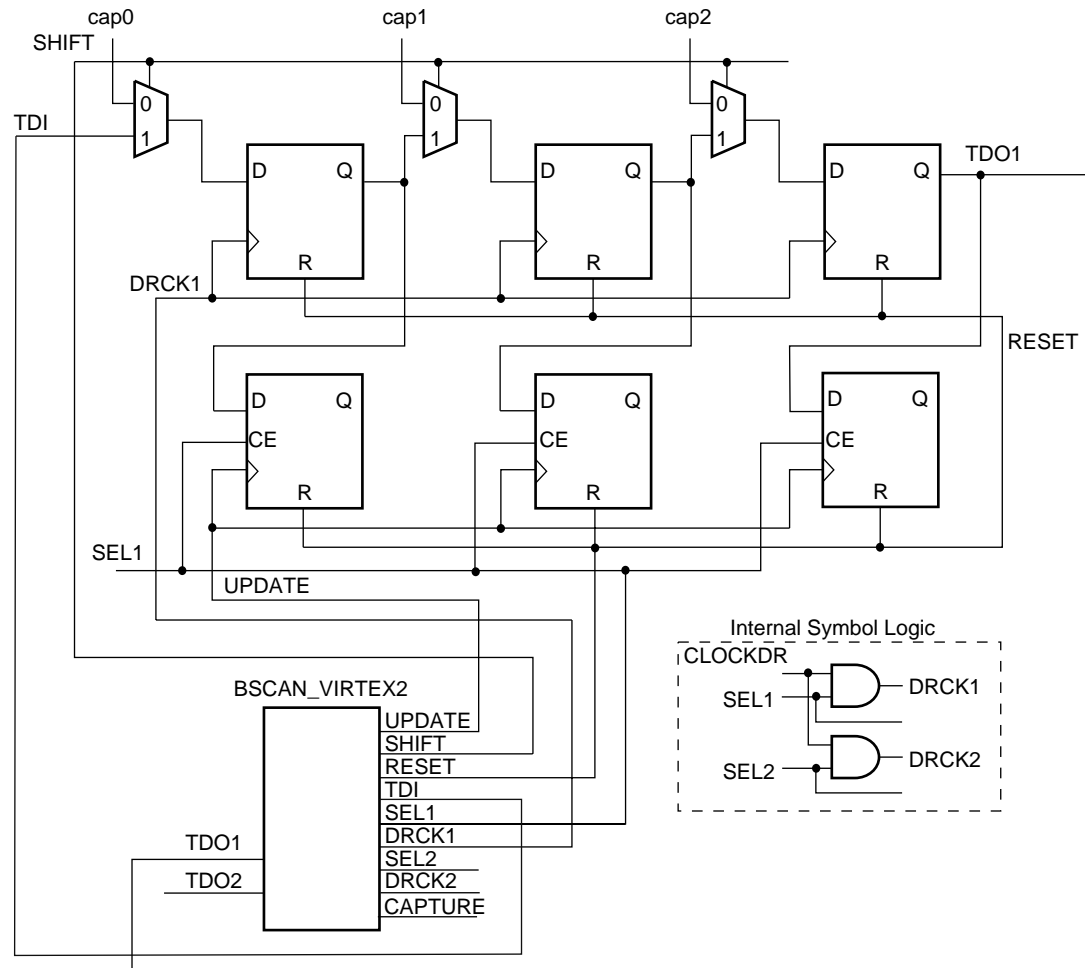 cap0 cap1 cap2
SHIFT
0 0 0
TDI 1 1 1
D Q D Q D Q TDO1
R R R
DRCK1
RESET
D Q D Q D Q
CE CE CE
R R R
SEL1
UPDATE
Internal Symbol Logic
CLOCKDR
DRCK1
SEL1
DRCK2
SEL2
BSCAN_VIRTEX2
UPDATE
SHIFT
RESET
TDI
SEL1
TDO1 DRCK1
SEL2
TDO2 DRCK2
CAPTURE